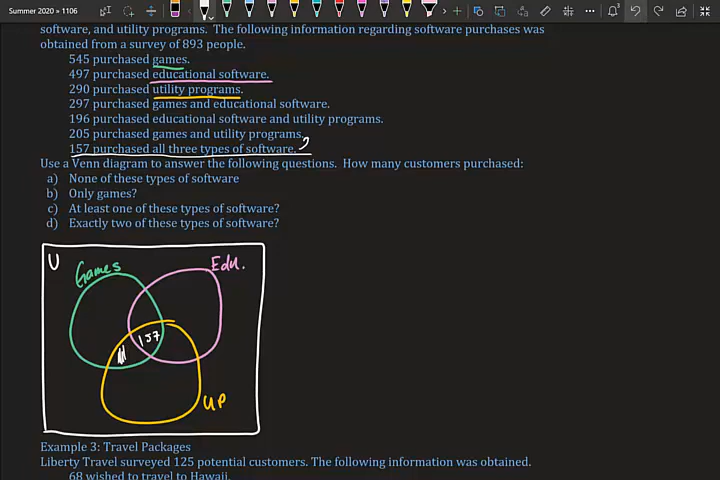 Summer 2020 » 1106
software, and utility programs. The following information regarding software purchases was
obtained from a survey of 893 people.
545 purchased games.
497 purchased educational software.
290 purchased utility programs.
297 purchased games and educational software.
196 purchased educational software and utility programs.
205 purchased games and utility programs.
157 purchased all three types of software.
Use a Venn diagram to answer the following questions. How many customers purchased:
a) None of these types of software
b) Only games?
c) At least one of these types of software?
d) Exactly two of these types of software?
U
Games
Edu.
157
UP
Example 3: Travel Packages
Liberty Travel surveyed 125 potential customers. The following information was obtained.
68 wished to travel to Hawaii.